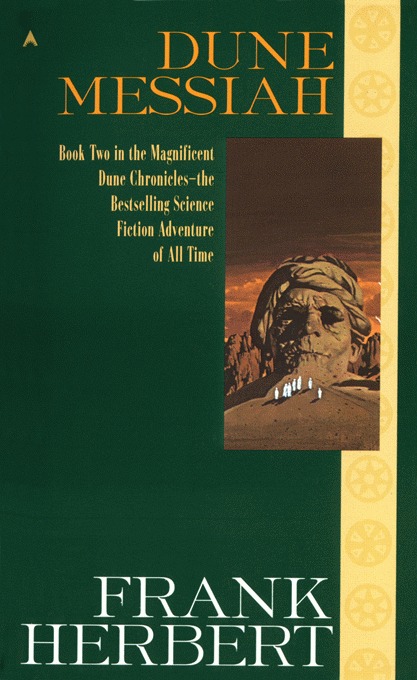 DUNE
MESSIAH
Book Two in the Magnificent
Dune Chronicles–the
Bestselling Science
Fiction Adventure
of All Time
FRANK
HERBERT